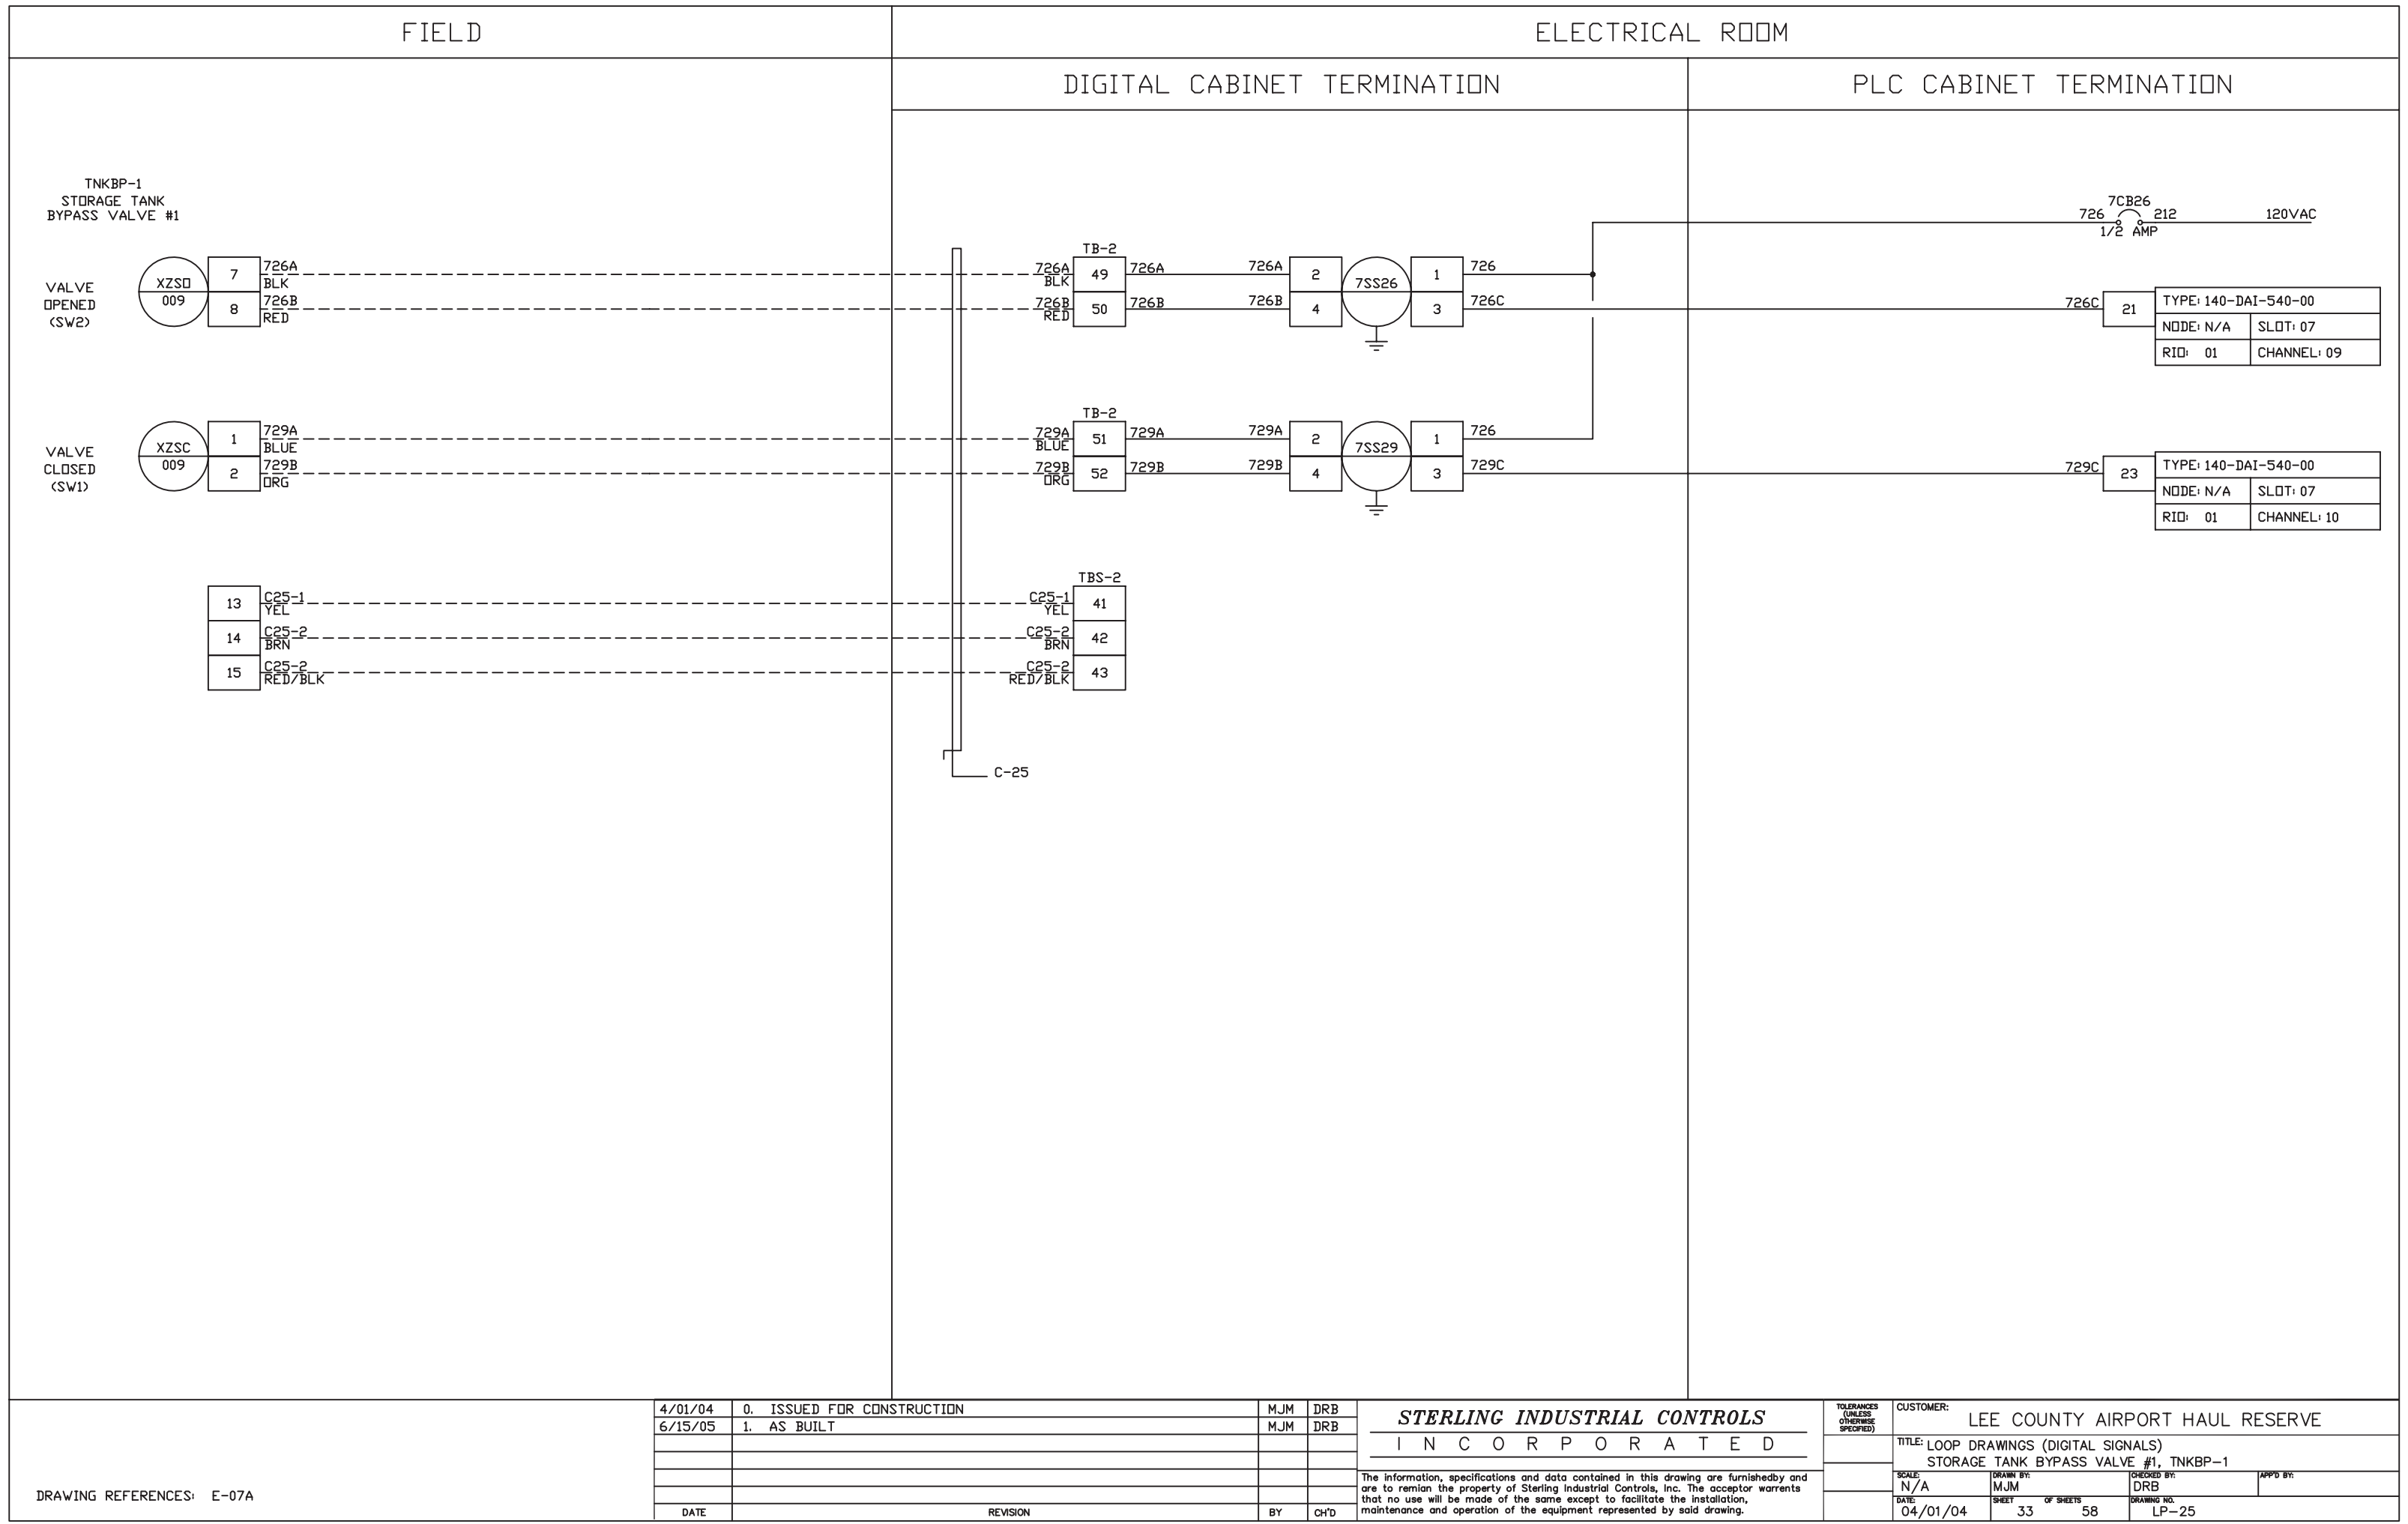 FIELD
ELECTRICAL ROOM
DIGITAL CABINET TERMINATION
PLC CABINET TERMINATION
TNKBP-1
STORAGE TANK
BYPASS VALVE #1
7CB26
726 212 120VAC
1/2 AMP
VALVE
OPENED
(SW2)
XZSO
009
7
8
726A
BLK
726B
RED
726A
BLK
726B
RED
TB-2
49
50
726A
726B
726A
726B
2
4
7SS26
1
3
726
726C
726C
21
TYPE: 140-DAI-540-00
NODE: N/A SLOT: 07
RIO: 01 CHANNEL: 09
VALVE
CLOSED
(SW1)
XZSC
009
1
2
729A
BLUE
729B
ORG
729A
BLUE
729B
ORG
TB-2
51
52
729A
729B
729A
729B
2
4
7SS29
1
3
726
729C
729C
23
TYPE: 140-DAI-540-00
NODE: N/A SLOT: 07
RIO: 01 CHANNEL: 10
13
14
15
C25-1
YEL
C25-2
BRN
C25-2
RED/BLK
C25-1
YEL
C25-2
BRN
C25-2
RED/BLK
TBS-2
41
42
43
C-25
DRAWING REFERENCES: E-07A
4/01/04 0. ISSUED FOR CONSTRUCTION MJM DRB
6/15/05 1. AS BUILT MJM DRB
DATE REVISION BY CH'D
STERLING INDUSTRIAL CONTROLS
INCORPORATED
The information, specifications and data contained in this drawing are furnishedby and
are to remian the property of Sterling Industrial Controls, Inc. The acceptor warrents
that no use will be made of the same except to facilitate the installation,
maintenance and operation of the equipment represented by said drawing.
TOLERANCES
(UNLESS
OTHERWISE
SPECIFIED)
CUSTOMER:
LEE COUNTY AIRPORT HAUL RESERVE
TITLE: LOOP DRAWINGS (DIGITAL SIGNALS)
STORAGE TANK BYPASS VALVE #1, TNKBP-1
SCALE: DRAWN BY: CHECKED BY: APP'D BY:
N/A MJM DRB
DATE: SHEET OF SHEETS DRAWING NO.
04/01/04 33 58 LP-25